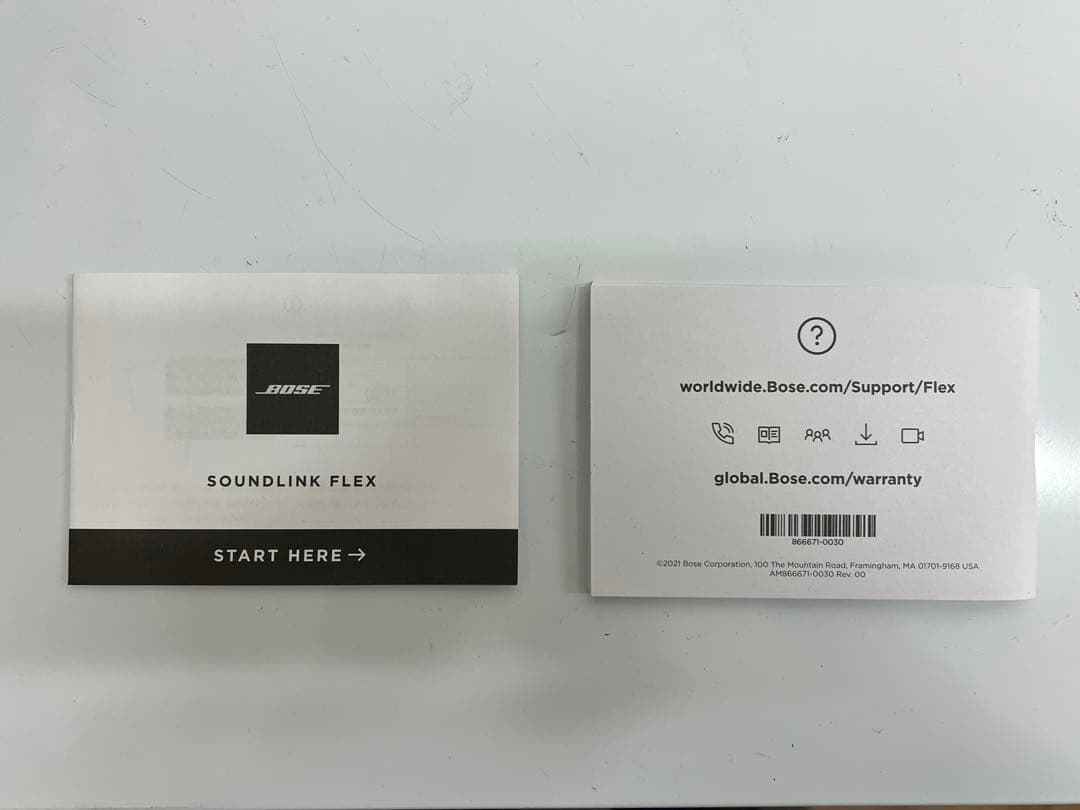 BOSE
SOUNDLINK FLEX
START HERE→
?
worldwide.Bose.com/Support/Flex
global.Bose.com/warranty
866671-0030
©2021 Bose Corporation, 100 The Mountain Road, Framingham, MA 01701-9168 USA
AM866671-0030 Rev. 00